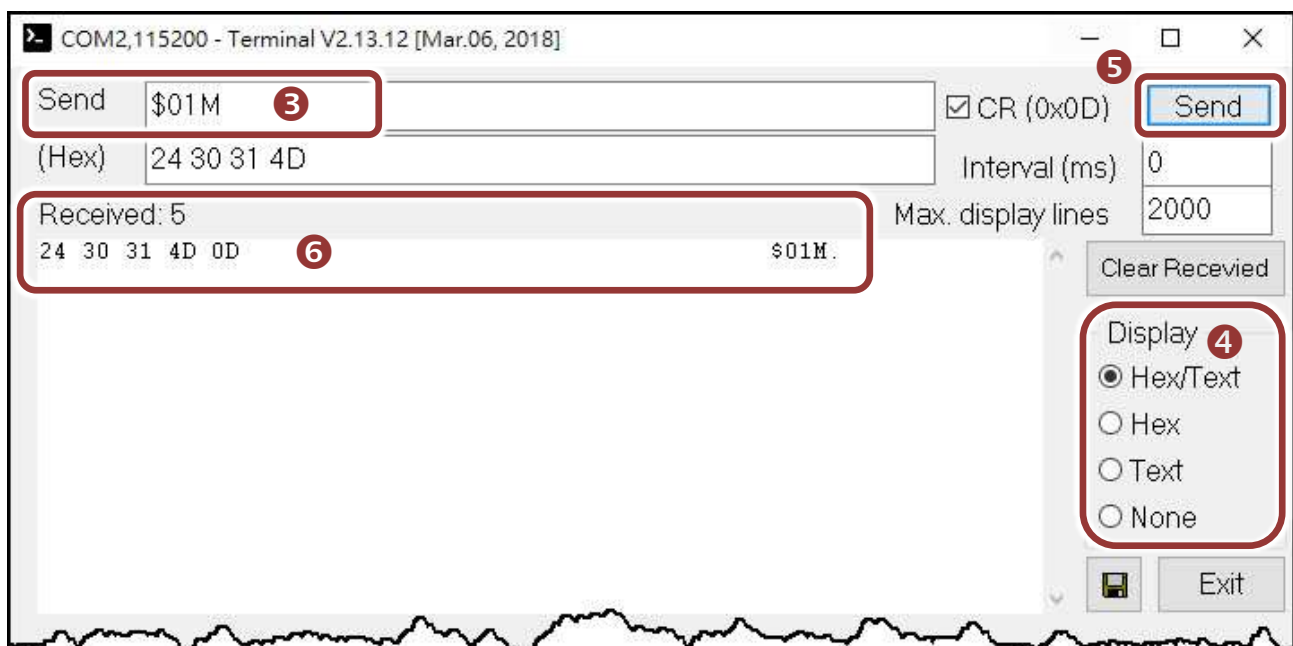 COM2,115200 - Terminal V2.13.12 [Mar.06, 2018]
5
Send $01M 3 CR (0x0D) Send
(Hex) 24 30 31 4D Interval (ms) 0
Received: 5 Max. display lines 2000
24 30 31 4D 0D 6 $01M.
Clear Recevied
Display 4
Hex/Text
Hex
Text
None
Exit